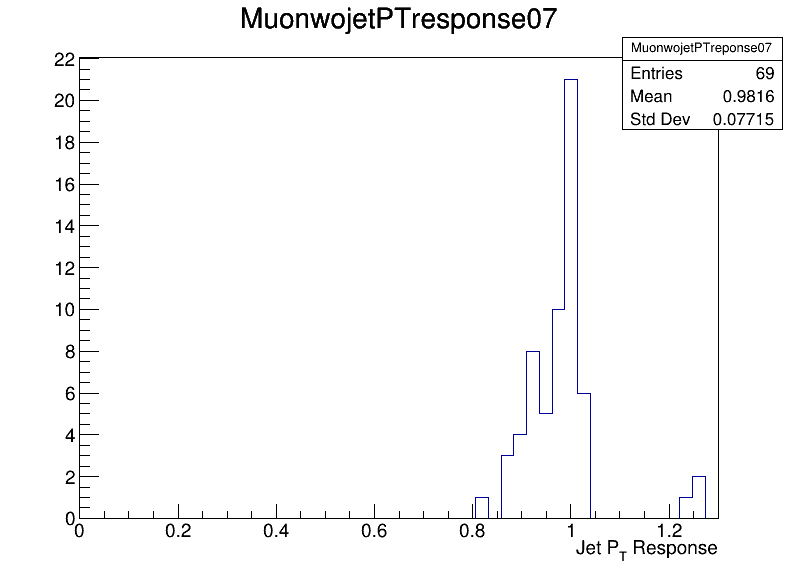 MuonwojetPTresponse07
MuonwojetPTreponse07
Entries 69
Mean 0.9816
Std Dev 0.07715
22
20
18
16
14
12
10
8
6
4
2
0
0 0.2 0.4 0.6 0.8 1 1.2
Jet PT Response